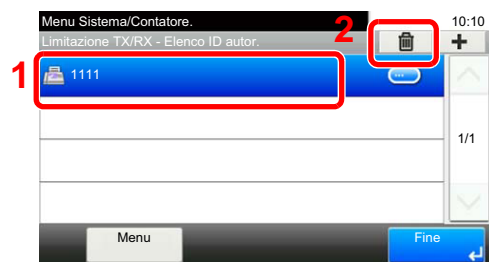 Menu Sistema/Contatore. 10:10
Limitazione TX/RX - Elenco ID autor. 2
1 1111
1/1
Menu Fine